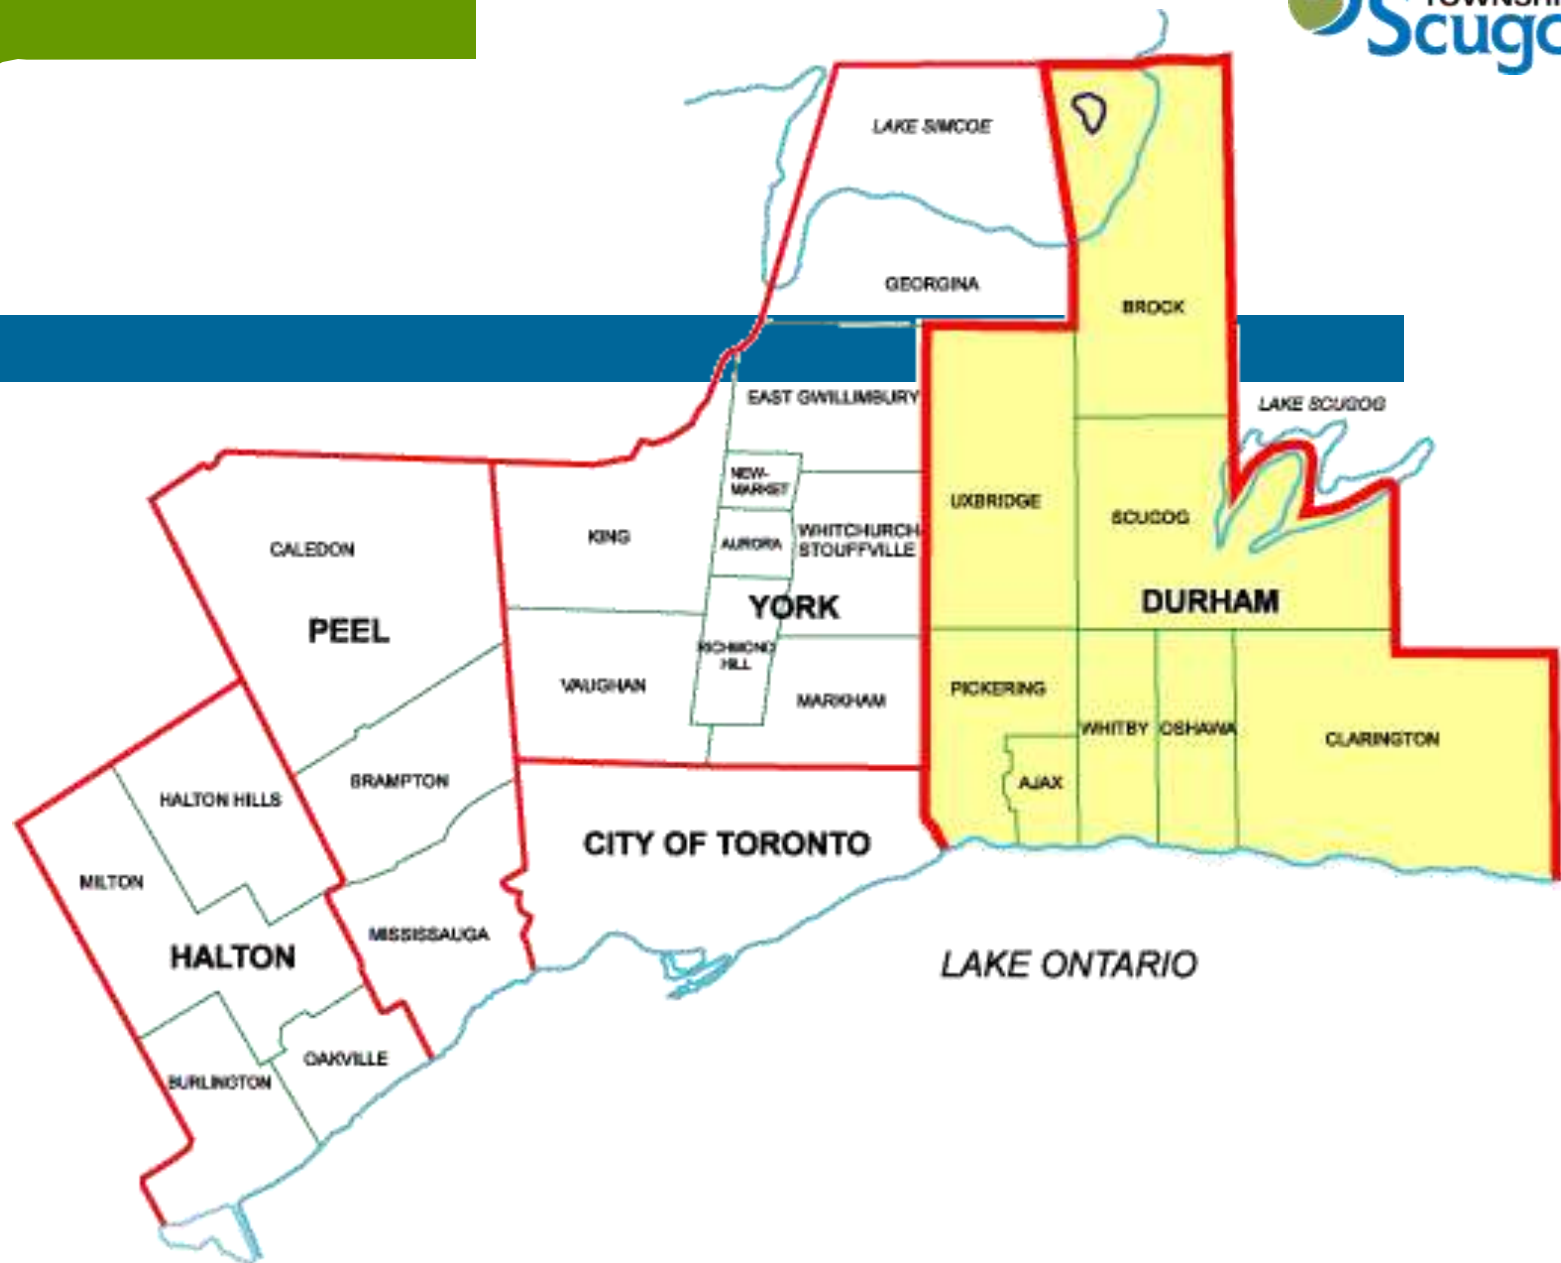 LAKE SIMCOE
GEORGINA
BROCK
EAST GWILLIMBURY
LAKE SCUGOG
NEW-
MARKET
UXBRIDGE
SCUGOG
KING
AURORA
WHITCHURCH-
STOUFFVILLE
CALEDON
PEEL
YORK
DURHAM
RICHMOND
HILL
VAUGHAN
MARKHAM
PICKERING
WHITBY
OSHAWA
CLARINGTON
AJAX
BRAMPTON
HALTON HILLS
CITY OF TORONTO
MILTON
MISSISSAUGA
HALTON
LAKE ONTARIO
OAKVILLE
BURLINGTON